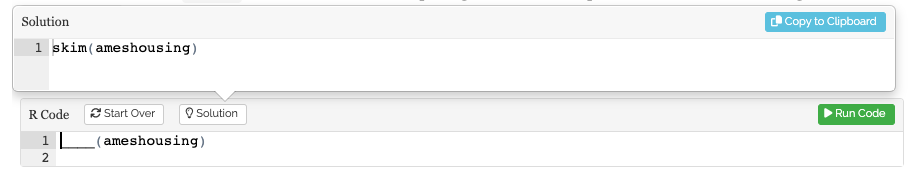 Solution Copy to Clipboard
1 skim(ameshousing)
R Code Start Over Solution Run Code
1 ____(ameshousing)
2